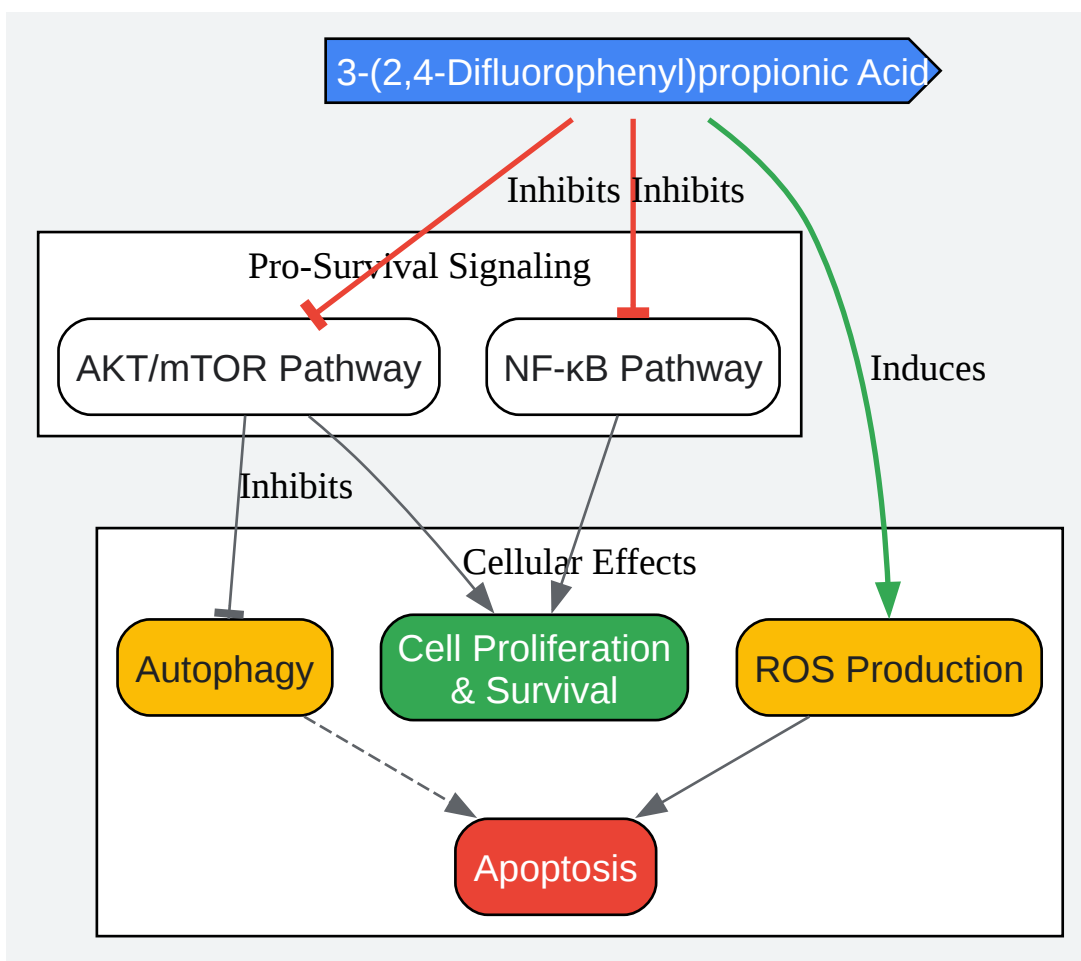 3-(2,4-Difluorophenyl)propionic Acid
Inhibits
Inhibits
Pro-Survival Signaling
AKT/mTOR Pathway
NF-κB Pathway
Induces
Inhibits
Cellular Effects
Autophagy
Cell Proliferation
& Survival
ROS Production
Apoptosis